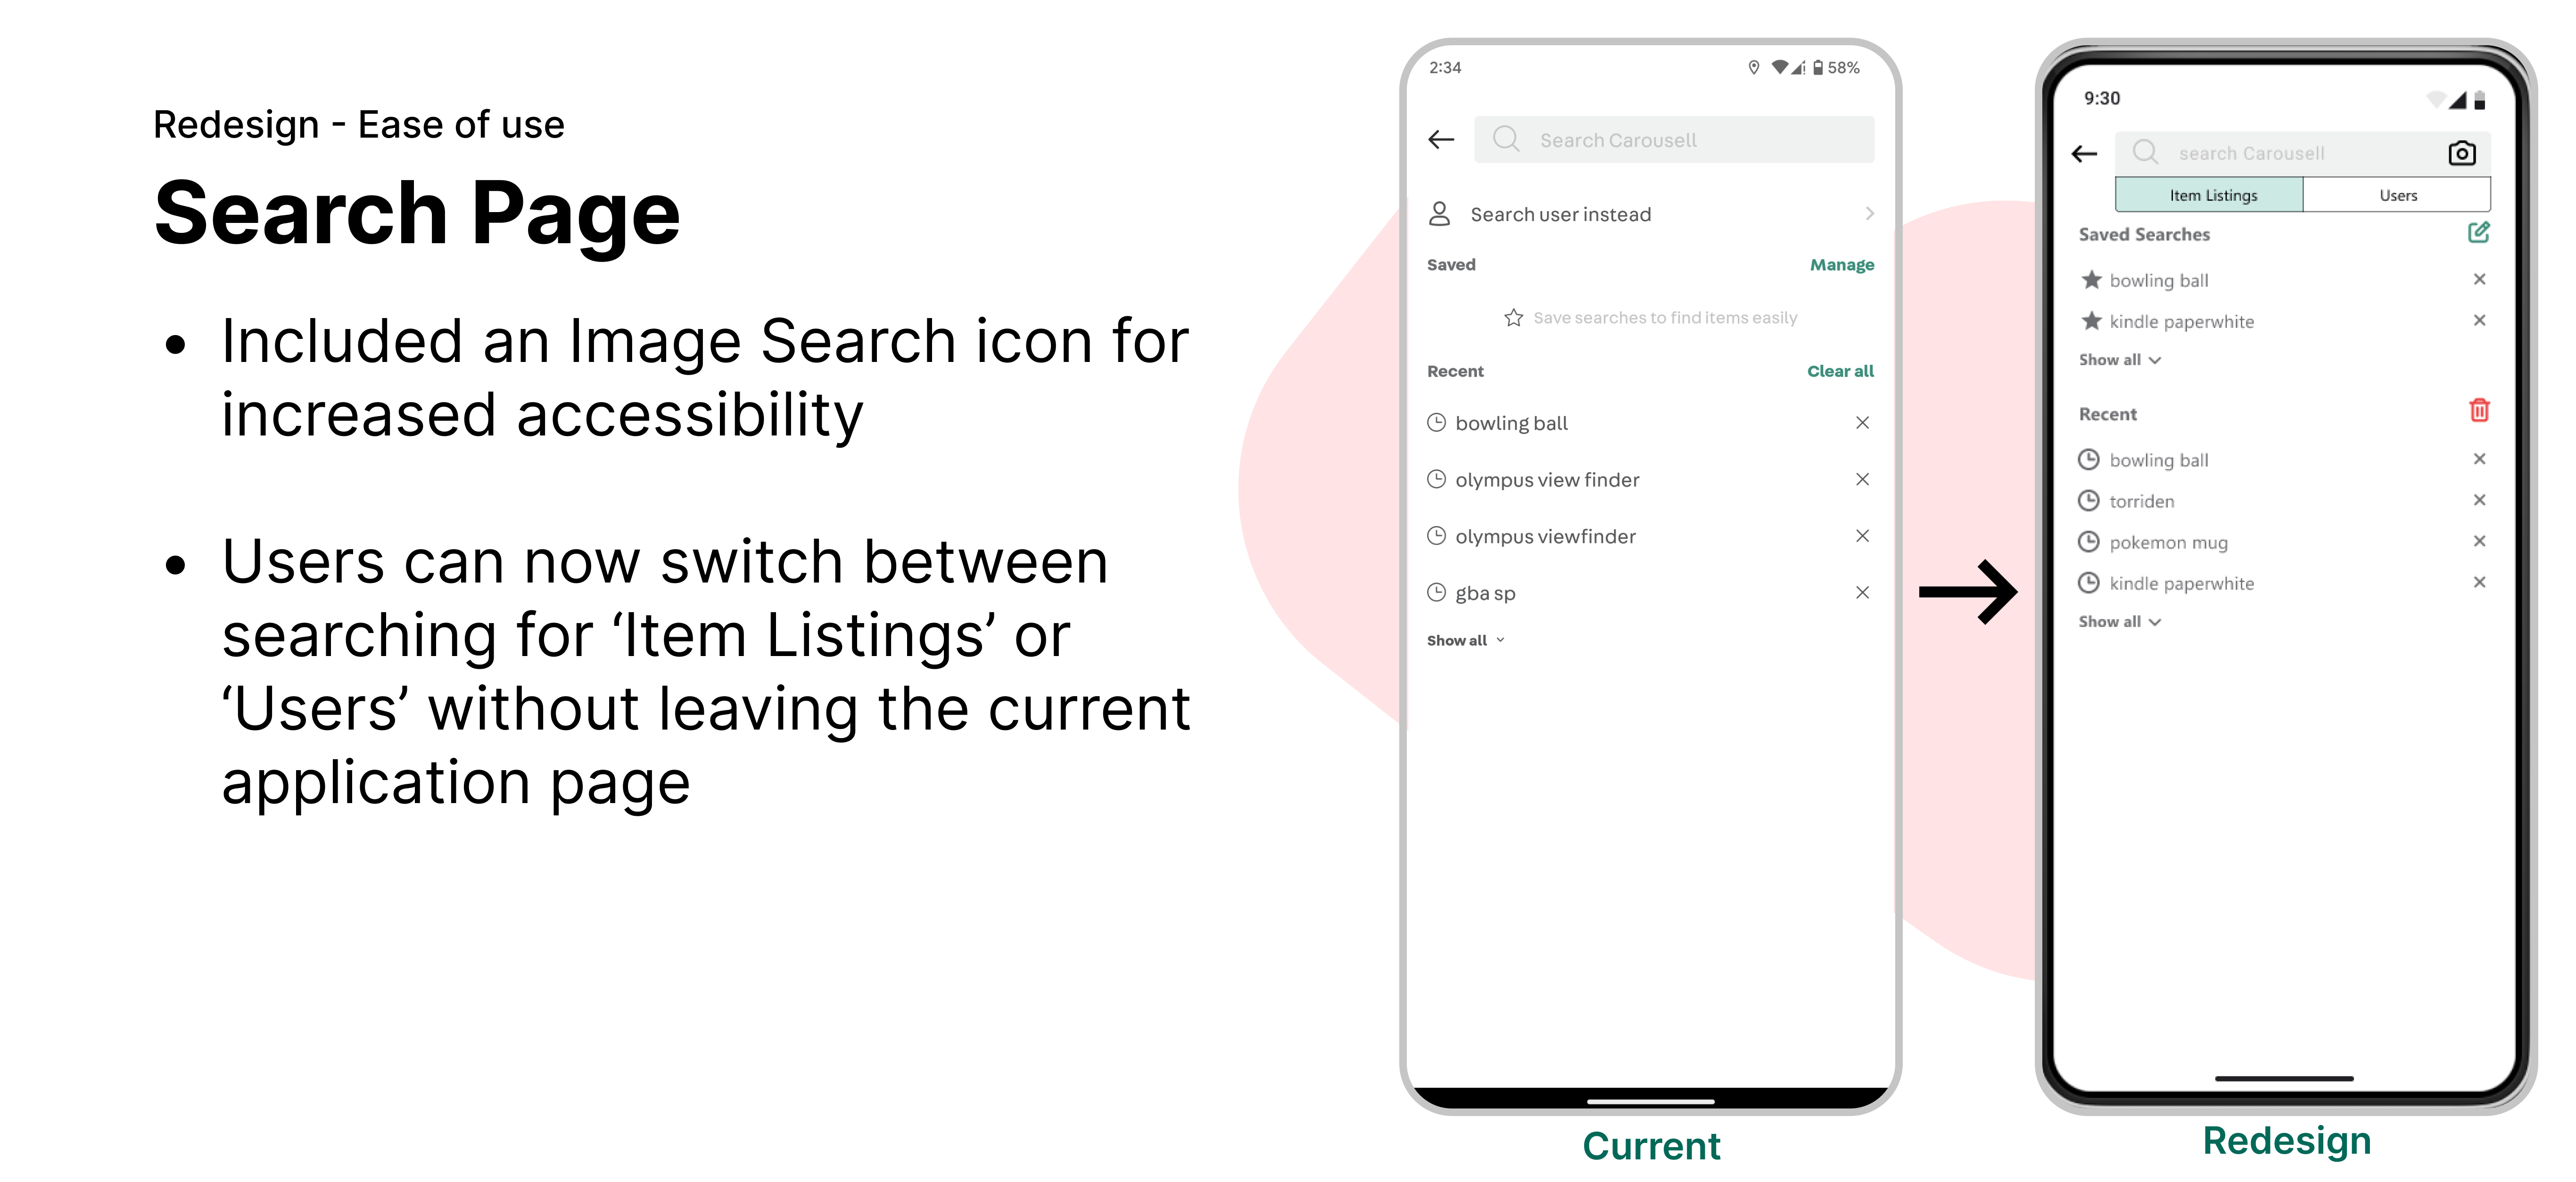 Redesign - Ease of use
Search Page
• Included an Image Search icon for
increased accessibility
• Users can now switch between
searching for ‘Item Listings’ or
‘Users’ without leaving the current
application page
2:34
58%
Search Carousell
Search user instead
Saved
Manage
Save searches to find items easily
Recent
Clear all
bowling ball
olympus view finder
olympus viewfinder
gba sp
Show all
Current
9:30
search Carousell
Item Listings
Users
Saved Searches
bowling ball
kindle paperwhite
Show all
Recent
bowling ball
torriden
pokemon mug
kindle paperwhite
Show all
Redesign